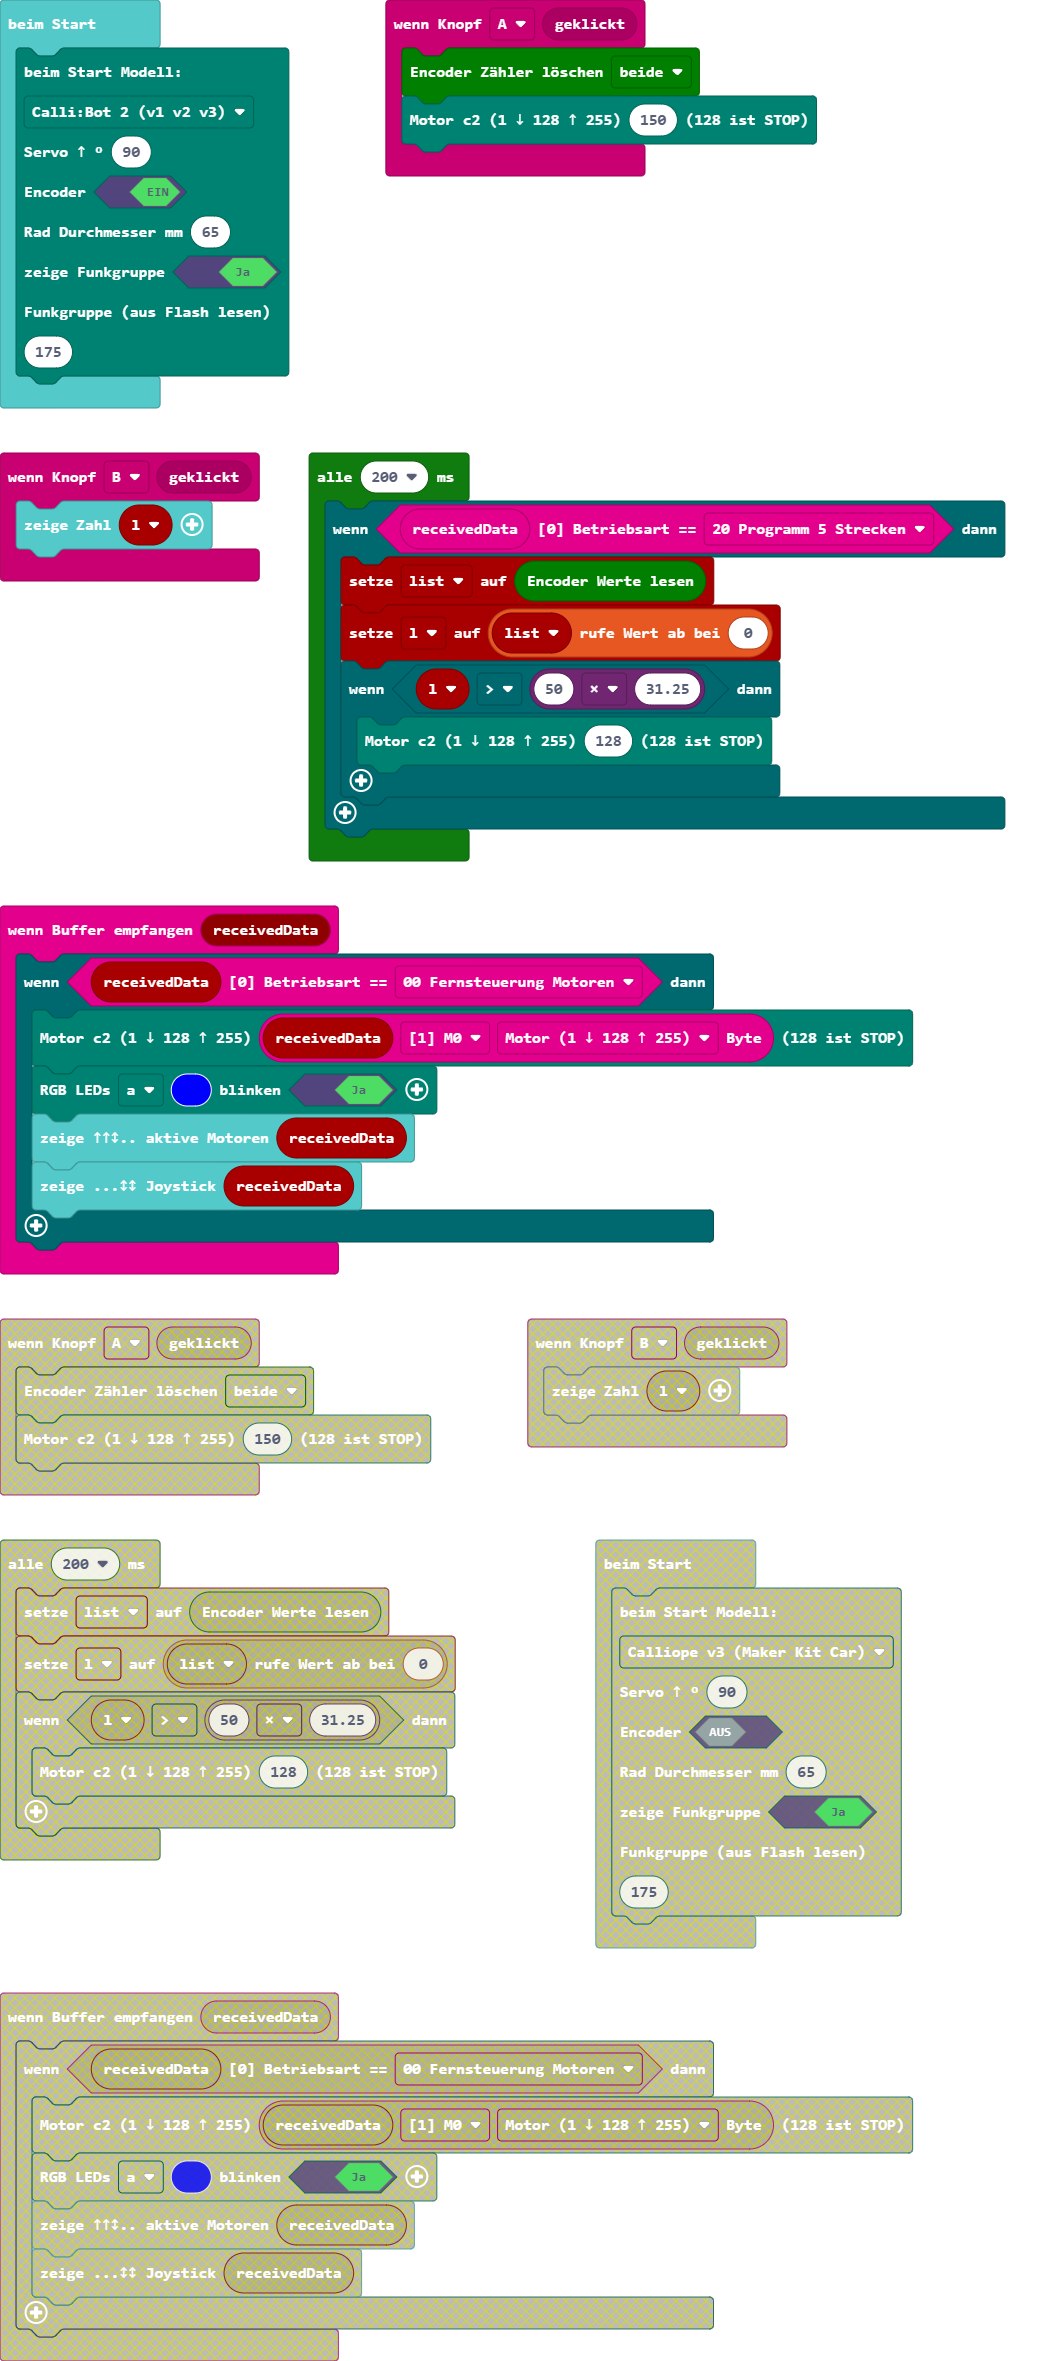 beim Start
beim Start Modell:
Calli:Bot 2 (v1 v2 v3)
Servo ↑ º 90
Encoder EIN
Rad Durchmesser mm 65
zeige Funkgruppe Ja
Funkgruppe (aus Flash lesen)
175
wenn Knopf A geklickt
Encoder Zähler löschen beide
Motor c2 (1 ↓ 128 ↑ 255) 150 (128 ist STOP)
wenn Knopf B geklickt
zeige Zahl l
alle 200 ms
wenn receivedData [0] Betriebsart == 20 Programm 5 Strecken dann
setze list auf Encoder Werte lesen
setze l auf list rufe Wert ab bei 0
wenn l > 50 × 31.25 dann
Motor c2 (1 ↓ 128 ↑ 255) 128 (128 ist STOP)
wenn Buffer empfangen receivedData
wenn receivedData [0] Betriebsart == 00 Fernsteuerung Motoren dann
Motor c2 (1 ↓ 128 ↑ 255) receivedData [1] M0 Motor (1 ↓ 128 ↑ 255) Byte (128 ist STOP)
RGB LEDs a blinken Ja
zeige ↑↑↕.. aktive Motoren receivedData
zeige ...↕↕ Joystick receivedData
wenn Knopf A geklickt
Encoder Zähler löschen beide
Motor c2 (1 ↓ 128 ↑ 255) 150 (128 ist STOP)
wenn Knopf B geklickt
zeige Zahl l
alle 200 ms
setze list auf Encoder Werte lesen
setze l auf list rufe Wert ab bei 0
wenn l > 50 × 31.25 dann
Motor c2 (1 ↓ 128 ↑ 255) 128 (128 ist STOP)
beim Start
beim Start Modell:
Calliope v3 (Maker Kit Car)
Servo ↑ º 90
Encoder AUS
Rad Durchmesser mm 65
zeige Funkgruppe Ja
Funkgruppe (aus Flash lesen)
175
wenn Buffer empfangen receivedData
wenn receivedData [0] Betriebsart == 00 Fernsteuerung Motoren dann
Motor c2 (1 ↓ 128 ↑ 255) receivedData [1] M0 Motor (1 ↓ 128 ↑ 255) Byte (128 ist STOP)
RGB LEDs a blinken Ja
zeige ↑↑↕.. aktive Motoren receivedData
zeige ...↕↕ Joystick receivedData